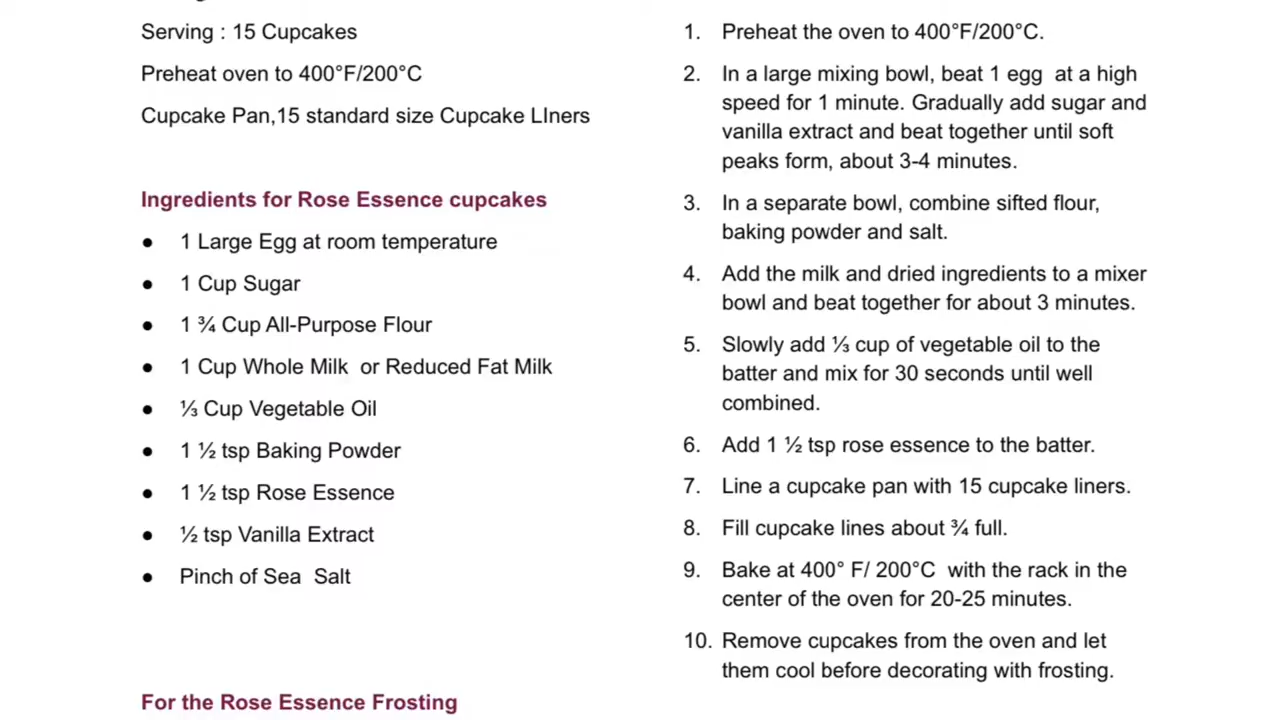 Serving : 15 Cupcakes
Preheat oven to 400°F/200°C
Cupcake Pan,15 standard size Cupcake LIners
Ingredients for Rose Essence cupcakes
● 1 Large Egg at room temperature
● 1 Cup Sugar
● 1 ¾ Cup All-Purpose Flour
● 1 Cup Whole Milk  or Reduced Fat Milk
● ⅓ Cup Vegetable Oil
● 1 ½ tsp Baking Powder
● 1 ½ tsp Rose Essence
● ½ tsp Vanilla Extract
● Pinch of Sea  Salt
For the Rose Essence Frosting
1. Preheat the oven to 400°F/200°C.
2. In a large mixing bowl, beat 1 egg  at a high
speed for 1 minute. Gradually add sugar and
vanilla extract and beat together until soft
peaks form, about 3-4 minutes.
3. In a separate bowl, combine sifted flour,
baking powder and salt.
4. Add the milk and dried ingredients to a mixer
bowl and beat together for about 3 minutes.
5. Slowly add ⅓ cup of vegetable oil to the
batter and mix for 30 seconds until well
combined.
6. Add 1 ½ tsp rose essence to the batter.
7. Line a cupcake pan with 15 cupcake liners.
8. Fill cupcake lines about ¾ full.
9. Bake at 400° F/ 200°C  with the rack in the
center of the oven for 20-25 minutes.
10. Remove cupcakes from the oven and let
them cool before decorating with frosting.